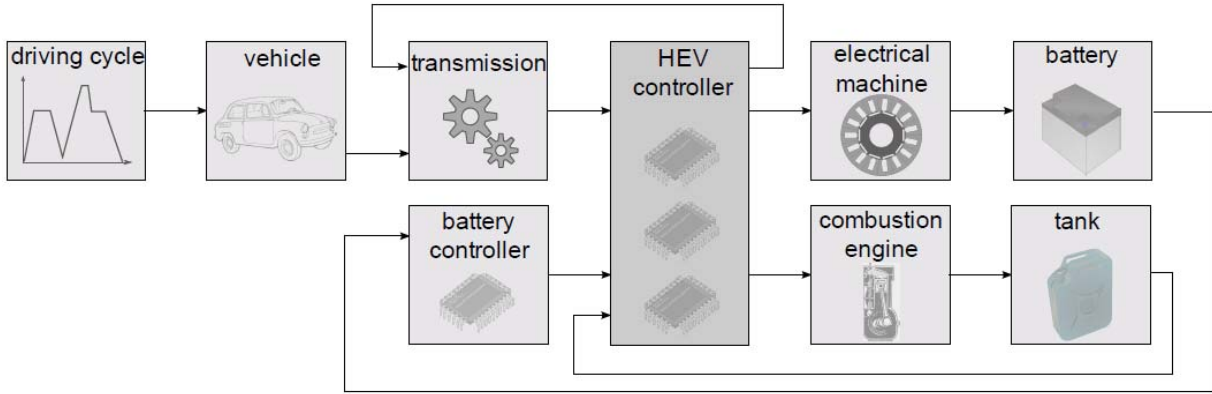 driving cycle
vehicle
transmission
HEV
controller
electrical
machine
battery
battery
controller
combustion
engine
tank